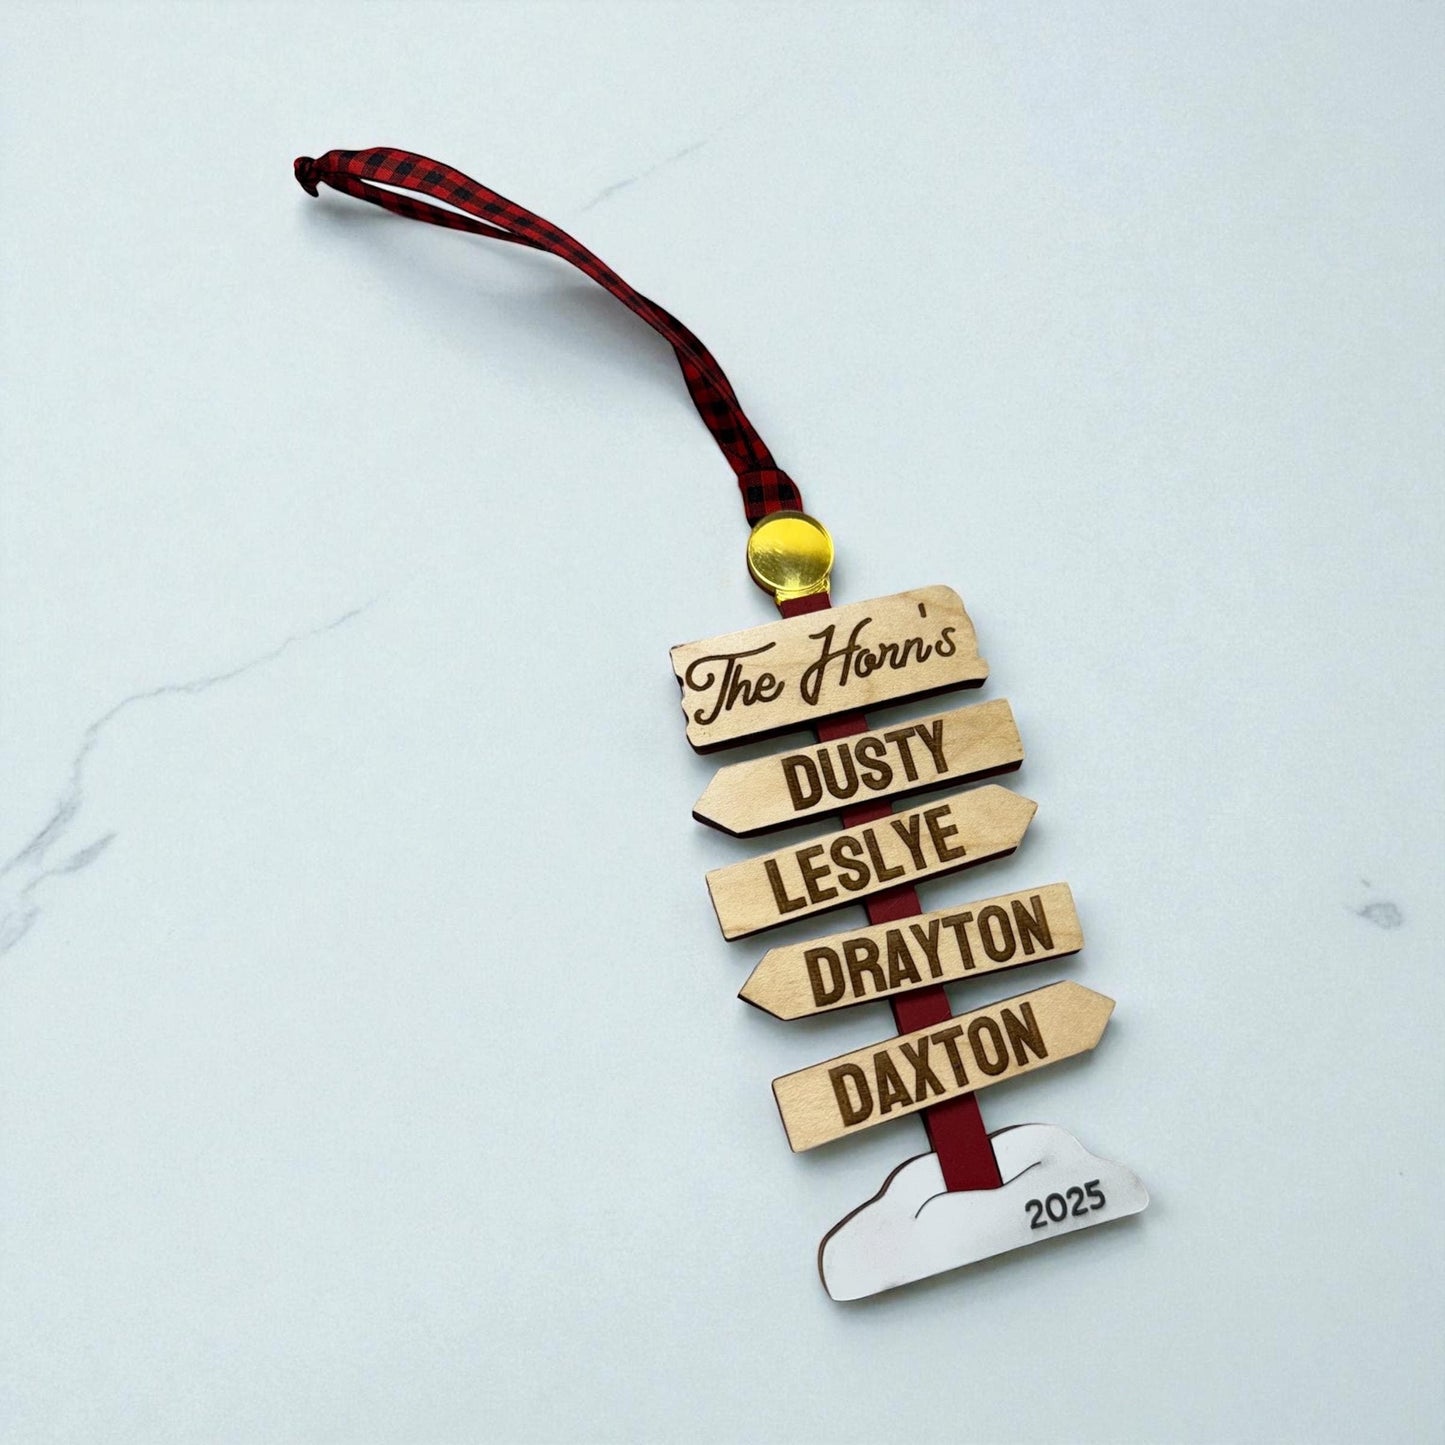 The Horn's
DUSTY
LESLYE
DRAYTON
DAXTON
2025